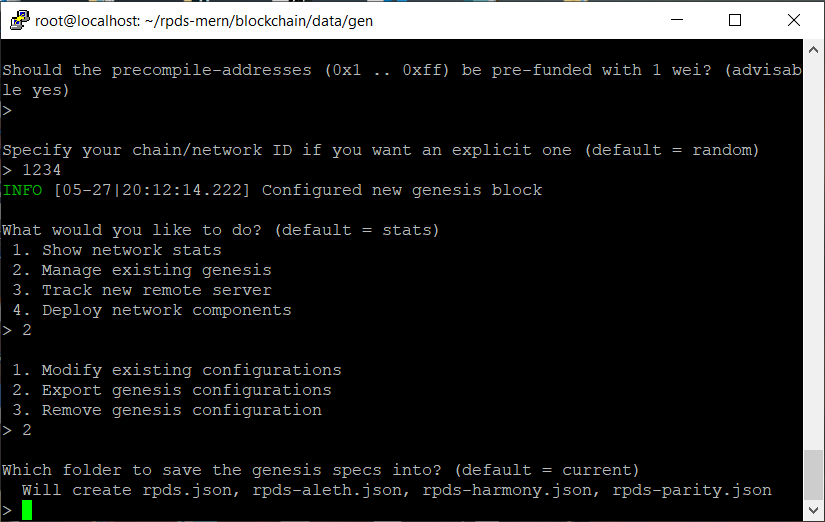 root@localhost: ~/rpds-mern/blockchain/data/gen
Should the precompile-addresses (0x1 .. 0xff) be pre-funded with 1 wei? (advisab
le yes)
>
Specify your chain/network ID if you want an explicit one (default = random)
> 1234
INFO [05-27|20:12:14.222] Configured new genesis block
What would you like to do? (default = stats)
1. Show network stats
2. Manage existing genesis
3. Track new remote server
4. Deploy network components
> 2
1. Modify existing configurations
2. Export genesis configurations
3. Remove genesis configuration
> 2
Which folder to save the genesis specs into? (default = current)
Will create rpds.json, rpds-aleth.json, rpds-harmony.json, rpds-parity.json
>